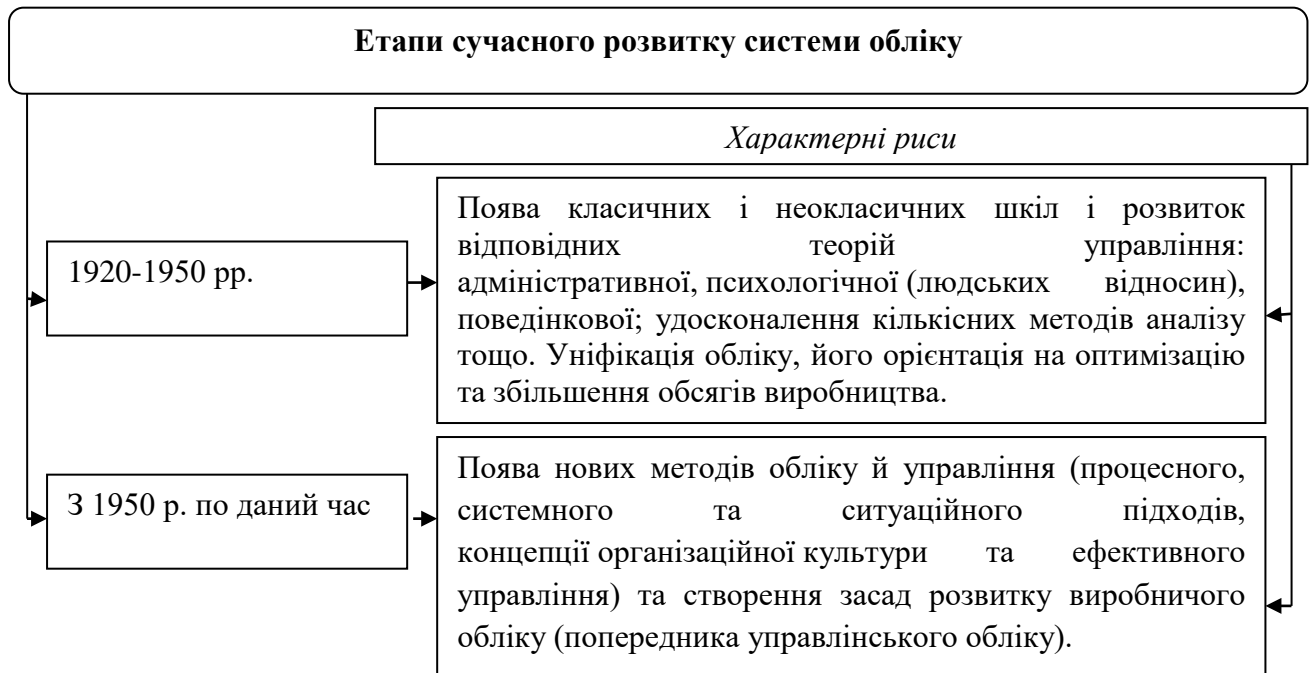 Етапи сучасного розвитку системи обліку
Характерні риси
1920-1950 рр.
Поява класичних і неокласичних шкіл і розвиток
відповідних теорій управління:
адміністративної, психологічної (людських відносин),
поведінкової; удосконалення кількісних методів аналізу
тощо. Уніфікація обліку, його орієнтація на оптимізацію
та збільшення обсягів виробництва.
З 1950 р. по даний час
Поява нових методів обліку й управління (процесного,
системного та ситуаційного підходів,
концепції організаційної культури та ефективного
управління) та створення засад розвитку виробничого
обліку (попередника управлінського обліку).